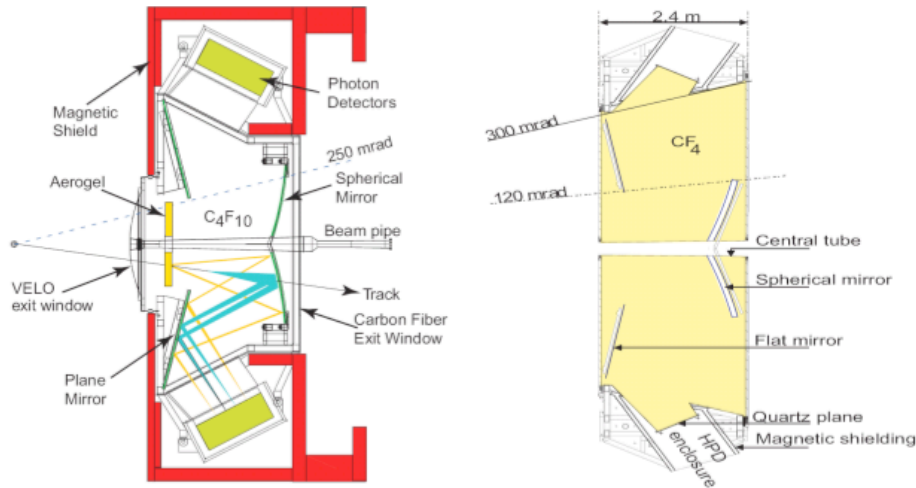 Magnetic
Shield
Photon
Detectors
250 mrad
Aerogel
Spherical
Mirror
C4F10
Beam pipe
VELO
exit window
Track
Carbon Fiber
Exit Window
Plane
Mirror
2.4 m
300 mrad
CF4
120 mrad
Central tube
Spherical mirror
Flat mirror
Quartz plane
Magnetic shielding
HPD
enclosure